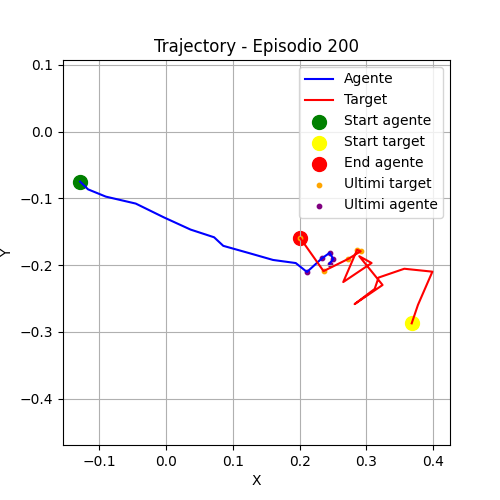 Trajectory - Episodio 200
0.1
0.0
−0.1
−0.2
−0.3
−0.4
Y
Agente
Target
Start agente
Start target
End agente
Ultimi target
Ultimi agente
−0.1
0.0
0.1
0.2
0.3
0.4
X